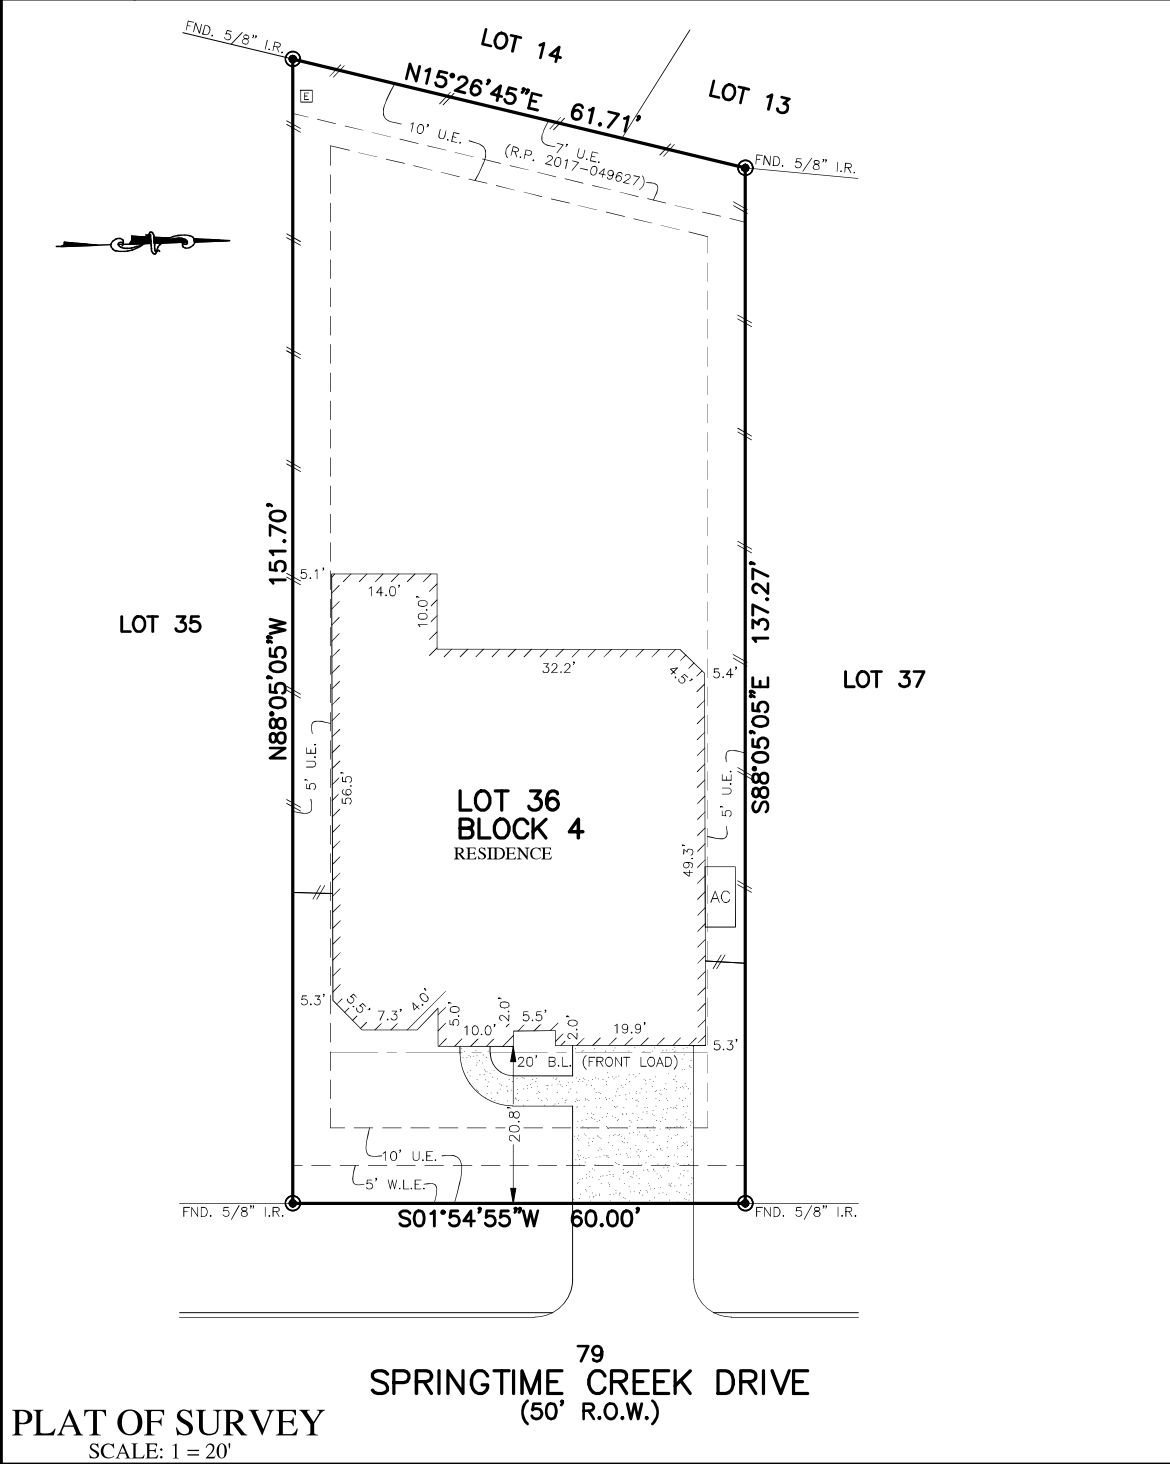 FND. 5/8" I.R.
LOT 14
N15°26'45"E 61.71'
LOT 13
E
10' U.E.
7' U.E.
(R.P. 2017-049627)
FND. 5/8" I.R.
N88°05'05"W 151.70'
S88°05'05"E 137.27'
5.1'
14.0'
10.0'
LOT 35
32.2'
4.5'
5.4'
LOT 37
5' U.E.
56.5'
LOT 36
BLOCK 4
RESIDENCE
49.3'
5' U.E.
AC
5.3'
5.5'
7.3'
4.0'
5.0'
10.0'
2.0'
5.5'
2.0'
19.9'
5.3'
20' B.L. (FRONT LOAD)
20.8'
10' U.E.
5' W.L.E.
FND. 5/8" I.R.
S01°54'55"W 60.00'
FND. 5/8" I.R.
79
SPRINGTIME CREEK DRIVE
(50' R.O.W.)
PLAT OF SURVEY
SCALE: 1 = 20'